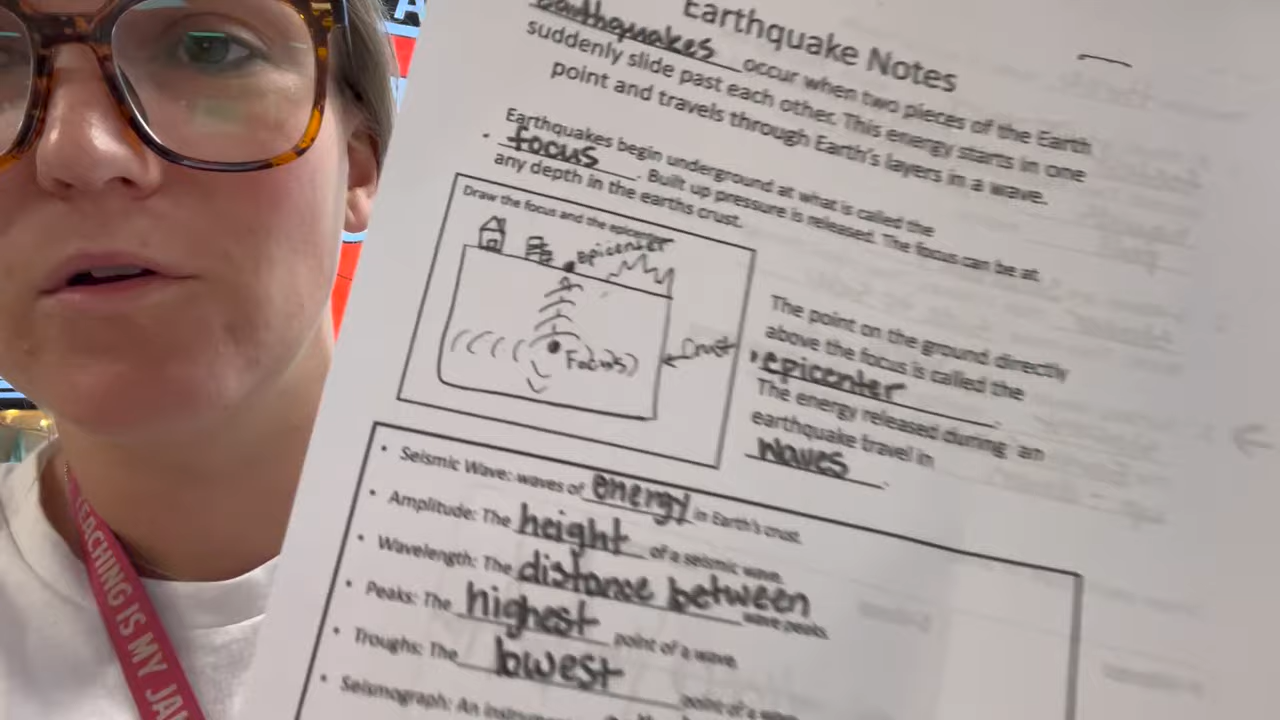 Earthquake Notes
earthquakes occur when two pieces of the Earth
suddenly slide past each other. This energy starts in one
point and travels through Earth's layers in a wave.
Earthquakes begin underground at what is called the
focus. Built up pressure is released. The focus can be at
any depth in the earths crust.
Draw the focus and the epicenter
epicenter
Focus
Crust
The point on the ground directly
above the focus is called the
epicenter.
The energy released during an
earthquake travel in
waves.
• Seismic Wave: waves of energy in Earth's crust.
• Amplitude: The height of a seismic wave.
• Wavelength: The distance between wave peaks.
• Peaks: The highest point of a wave.
• Troughs: The lowest point of a
• Seismograph: An
TEACHING IS MY JA